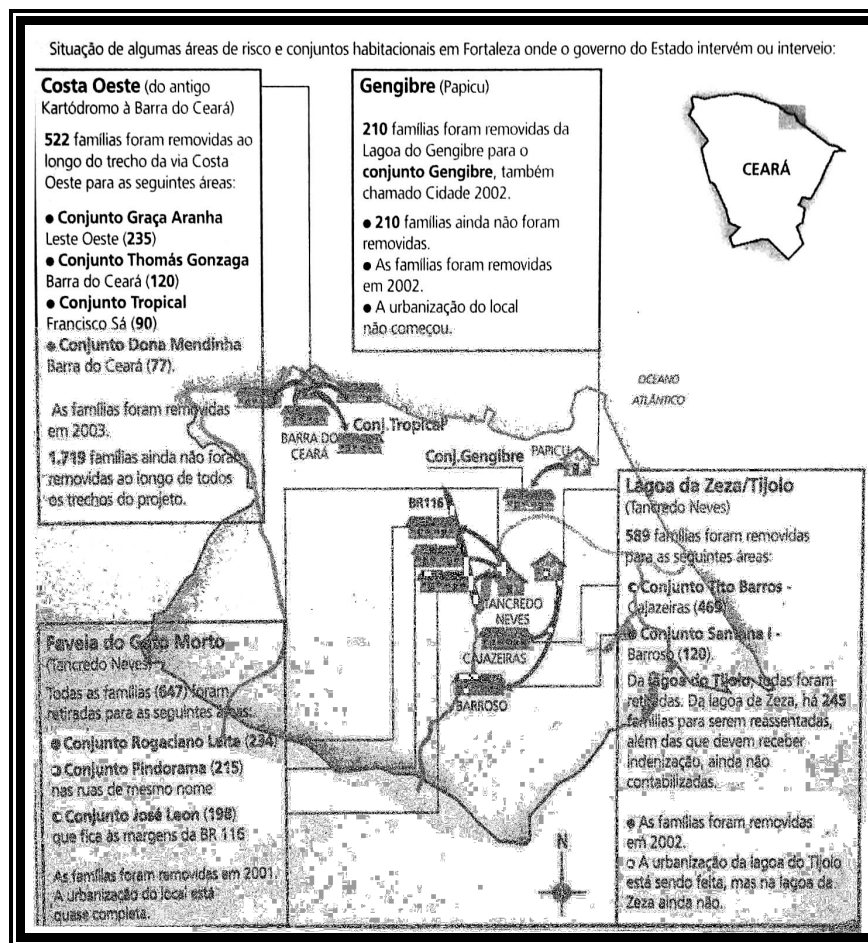 Situação de algumas áreas de risco e conjuntos habitacionais em Fortaleza onde o governo do Estado intervém ou interveio:
Costa Oeste (do antigo
Kartódromo à Barra do Ceará)
522 famílias foram removidas ao
longo do trecho da via Costa
Oeste para as seguintes áreas:
● Conjunto Graça Aranha
Leste Oeste (235)
● Conjunto Thomás Gonzaga
Barra do Ceará (120)
● Conjunto Tropical
Francisco Sá (90)
● Conjunto Dona Mendinha
Barra do Ceará (77).
As famílias foram removidas
em 2003.
1.719 famílias ainda não foram
removidas ao longo de todos
os trechos do projeto.
Gengibre (Papicu)
210 famílias foram removidas da
Lagoa do Gengibre para o
conjunto Gengibre, também
chamado Cidade 2002.
● 210 famílias ainda não foram
removidas.
● As famílias foram removidas
em 2002.
● A urbanização do local
não começou.
CEARÁ
OCEANO
ATLÂNTICO
BARRA DO
CEARÁ
Conj.Tropical
Conj.Gengibre
PAPICU
BR116
TANCREDO
NEVES
CAJAZEIRAS
BARROSO
Lagoa da Zeza/Tijolo
(Tancredo Neves)
589 famílias foram removidas
para as seguintes áreas:
● Conjunto Tito Barros -
Cajazeiras (469)
● Conjunto Santana I -
Barroso (120).
Da lagoa do Tijolo, todas foram
retiradas. Da lagoa da Zeza, há 245
famílias para serem reassentadas,
além das que devem receber
indenização, ainda não
contabilizadas.
● As famílias foram removidas
em 2002.
● A urbanização da lagoa do Tijolo
está sendo feita, mas na lagoa da
Zeza ainda não.
Favela do Gato Morto
(Tancredo Neves)
Todas as famílias (647) foram
retiradas para as seguintes áreas:
● Conjunto Rogaciano Leite (234)
● Conjunto Pindorama (215)
nas ruas de mesmo nome
● Conjunto José Leon (198)
que fica às margens da BR 116
As famílias foram removidas em 2001.
A urbanização do local está
quase completa.
N